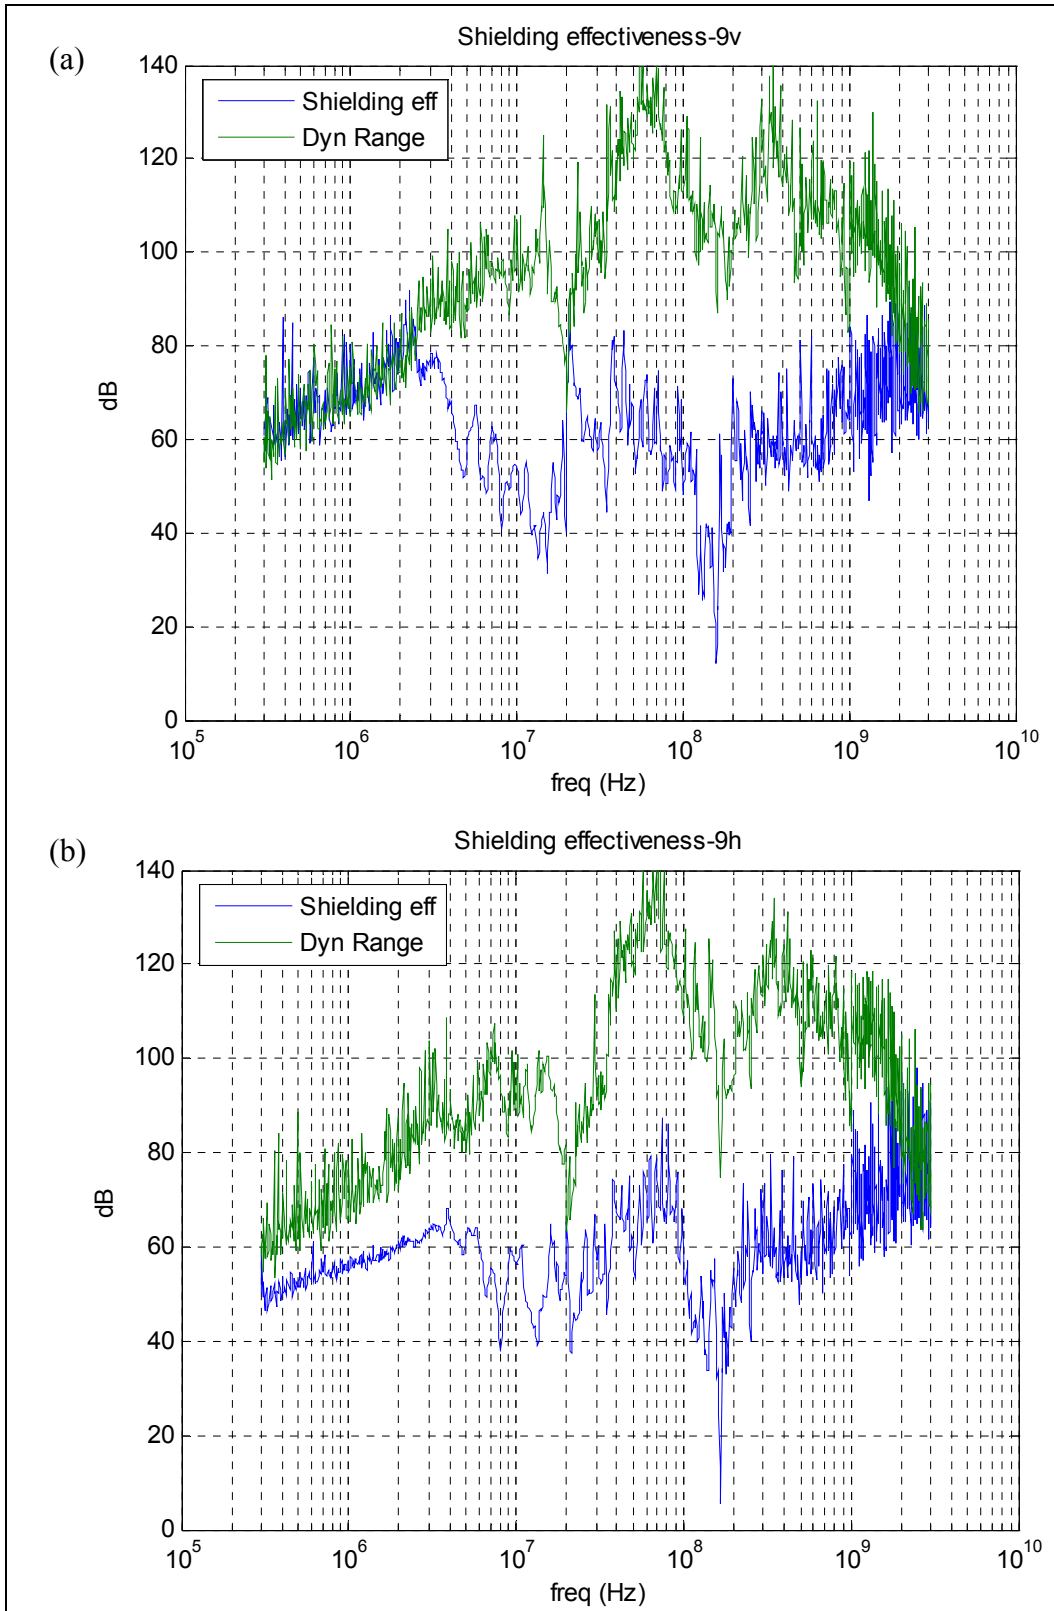 (a)
Shielding effectiveness-9v
Shielding eff
Dyn Range
140
120
100
80
60
40
20
0
dB
10^5 10^6 10^7 10^8 10^9 10^10
freq (Hz)
(b)
Shielding effectiveness-9h
Shielding eff
Dyn Range
140
120
100
80
60
40
20
0
dB
10^5 10^6 10^7 10^8 10^9 10^10
freq (Hz)